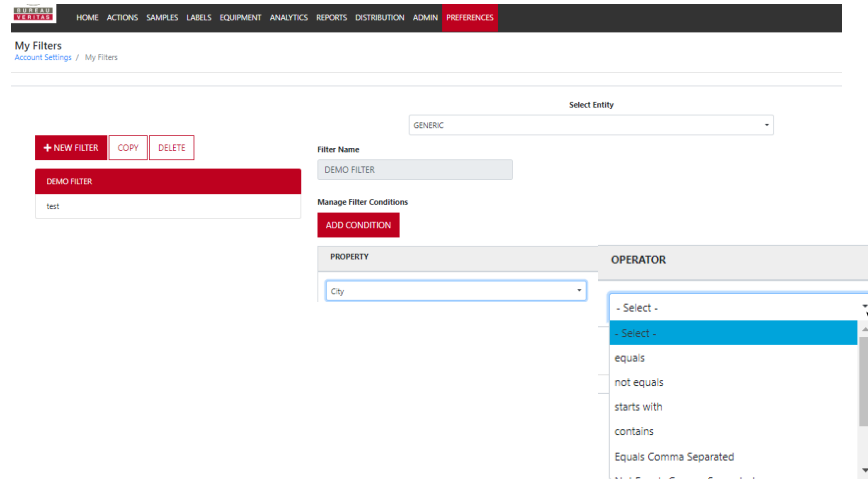 BUREAU
VERITAS
HOME ACTIONS SAMPLES LABELS EQUIPMENT ANALYTICS REPORTS DISTRIBUTION ADMIN PREFERENCES
My Filters
Account Settings / My Filters
Select Entity
GENERIC
+ NEW FILTER COPY DELETE
Filter Name
DEMO FILTER
DEMO FILTER
test
Manage Filter Conditions
ADD CONDITION
PROPERTY
OPERATOR
City
- Select -
- Select -
equals
not equals
starts with
contains
Equals Comma Separated